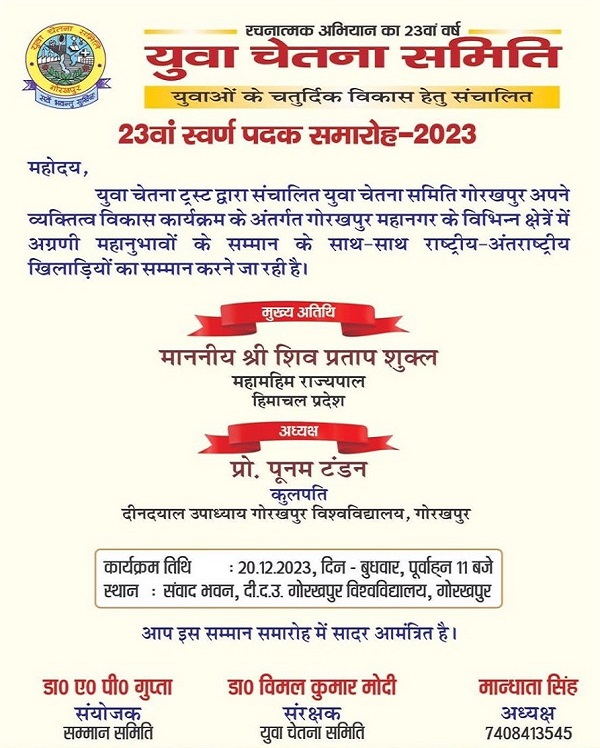 रचनात्मक अभियान का 23वां वर्ष
युवा चेतना समिति
युवाओं के चतुर्दिक विकास हेतु संचालित
युवा चेतना समिति
गोरखपुर
सर्वे भवन्तु सुखिनः
23वां स्वर्ण पदक समारोह-2023
महोदय,
युवा चेतना ट्रस्ट द्वारा संचालित युवा चेतना समिति गोरखपुर अपने
व्यक्तित्व विकास कार्यक्रम के अंतर्गत गोरखपुर महानगर के विभिन्न क्षेत्रें में
अग्रणी महानुभावों के सम्मान के साथ-साथ राष्ट्रीय-अंतराष्ट्रीय
खिलाड़ियों का सम्मान करने जा रही है।
मुख्य अतिथि
माननीय श्री शिव प्रताप शुक्ल
महामहिम राज्यपाल
हिमाचल प्रदेश
अध्यक्ष
प्रो. पूनम टंडन
कुलपति
दीनदयाल उपाध्याय गोरखपुर विश्वविद्यालय, गोरखपुर
कार्यक्रम तिथि : 20.12.2023, दिन - बुधवार, पूर्वाह्न 11 बजे
स्थान : संवाद भवन, दी.द.उ. गोरखपुर विश्वविद्यालय, गोरखपुर
आप इस सम्मान समारोह में सादर आमंत्रित है।
डा0 ए0 पी0 गुप्ता
संयोजक
सम्मान समिति
डा0 विमल कुमार मोदी
संरक्षक
युवा चेतना समिति
मान्धाता सिंह
अध्यक्ष
7408413545